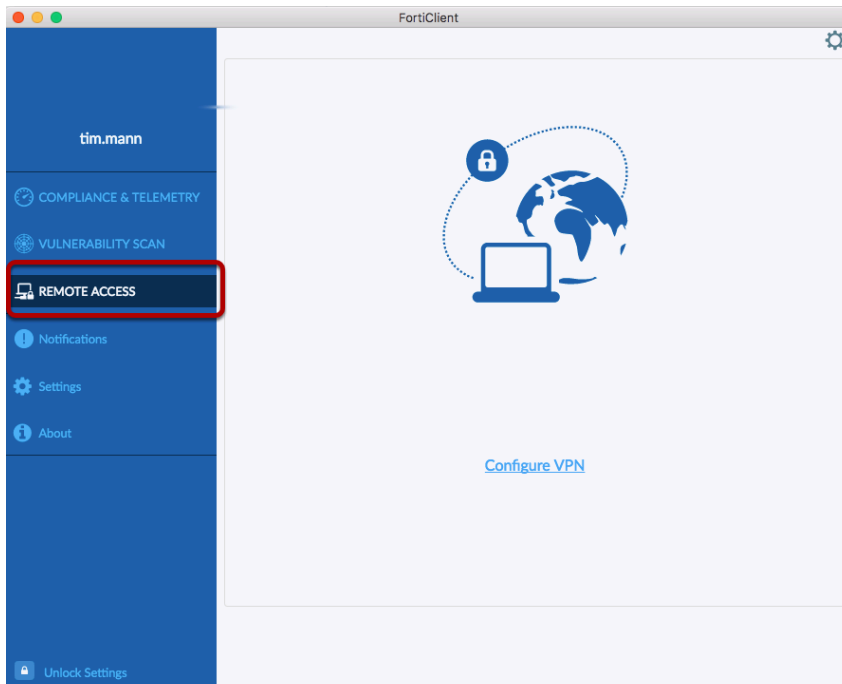 FortiClient
tim.mann
COMPLIANCE & TELEMETRY
VULNERABILITY SCAN
REMOTE ACCESS
Notifications
Settings
About
Configure VPN
Unlock Settings